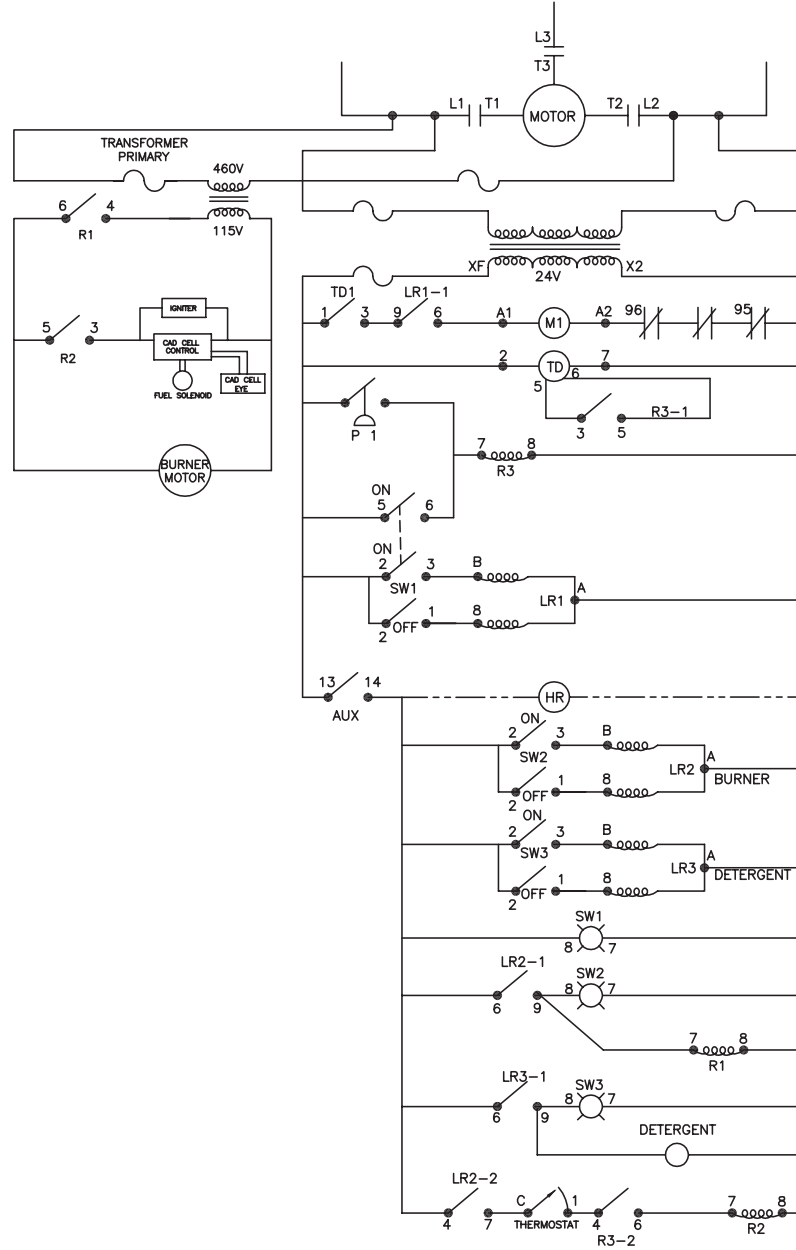 L3
T3
L1 T1 MOTOR T2 L2
TRANSFORMER
PRIMARY
460V
6 4
R1
115V
XF 24V X2
TD1 LR1-1
1 3 9 6 A1 M1 A2 96 95
IGNITER
5 3
R2
CAD CELL
CONTROL
FUEL SOLENOID
CAD CELL
EYE
2 TD 7
5 6
R3-1
3 5
P 1
7 8
R3
BURNER
MOTOR
ON
5 6
ON
2 3 B
SW1
LR1 A
1 8
2 OFF
13 14
AUX
HR
ON
2 3 B
SW2
LR2 A
BURNER
1 8
2 OFF
ON
2 3 B
SW3
LR3 A
DETERGENT
1 8
2 OFF
SW1
8 7
LR2-1 SW2
8 7
6 9
7 8
R1
LR3-1 SW3
8 7
6 9
DETERGENT
LR2-2
4 7 C 1 4 6 7 8
THERMOSTAT
R3-2
R2